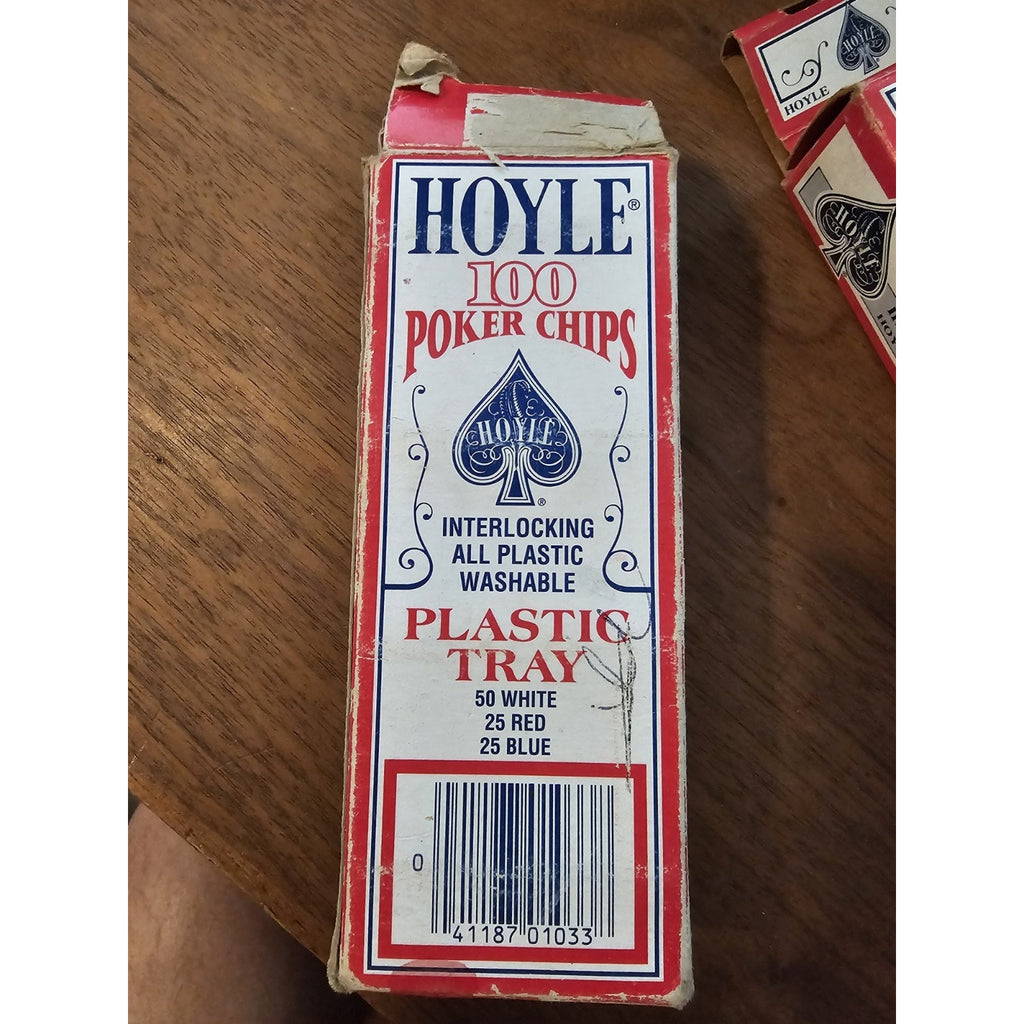 HOYLE®
100
POKER CHIPS
HOYLE
®
INTERLOCKING
ALL PLASTIC
WASHABLE
PLASTIC
TRAY
50 WHITE
25 RED
25 BLUE
0 41187 01033
HOYLE
HOYLE
HOYLE